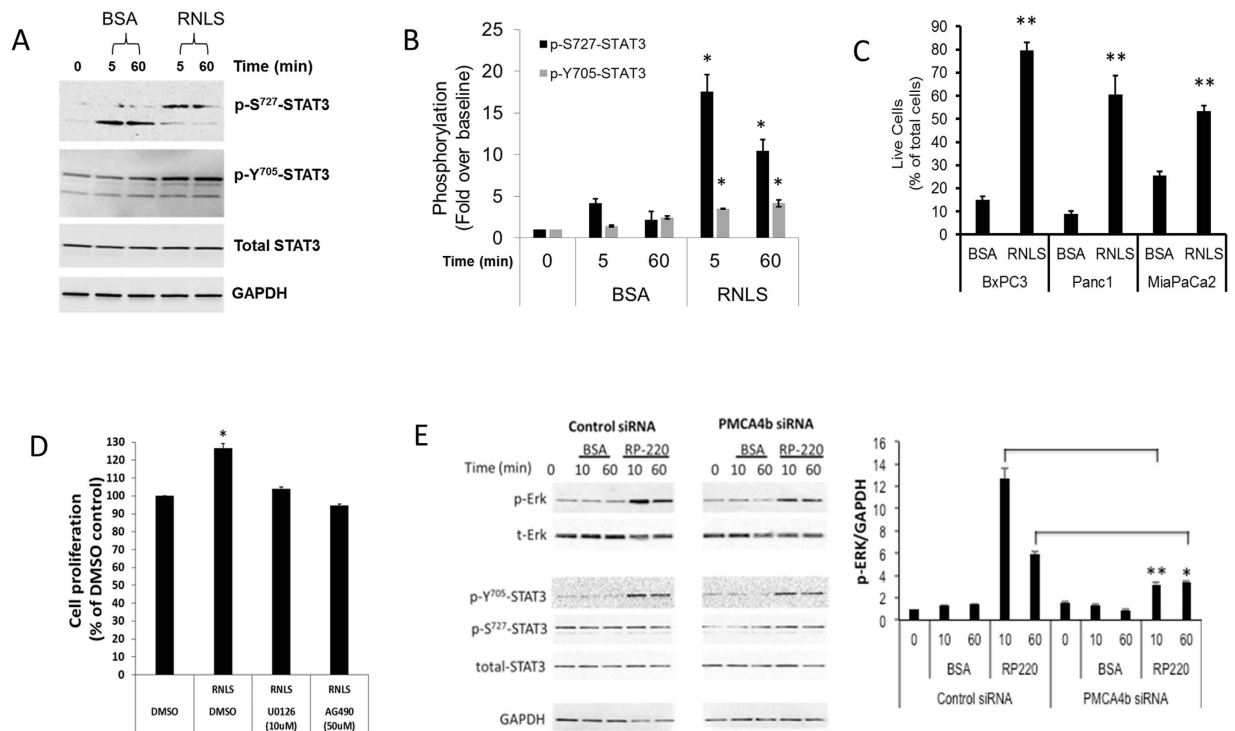 A
BSA RNLS
0 5 60 5 60 Time (min)
p-S727-STAT3
p-Y705-STAT3
Total STAT3
GAPDH
B
Phosphorylation
(Fold over baseline)
25
20
15
10
5
0
p-S727-STAT3
p-Y705-STAT3
* * * *
Time (min) 0 5 60 5 60
BSA RNLS
C
Live Cells
(% of total cells)
90
80
70
60
50
40
30
20
10
0
** ** **
BSA RNLS BSA RNLS BSA RNLS
BxPC3 Panc1 MiaPaCa2
D
Cell proliferation
(% of DMSO control)
130
120
110
100
90
80
70
60
50
40
30
20
10
0
*
RNLS RNLS RNLS
DMSO DMSO U0126 AG490
(10uM) (50uM)
E
Control siRNA PMCA4b siRNA
BSA RP-220 BSA RP-220
Time (min) 0 10 60 10 60 0 10 60 10 60
p-Erk
t-Erk
p-Y705-STAT3
p-S727-STAT3
total-STAT3
GAPDH
p-ERK/GAPDH
16
14
12
10
8
6
4
2
0
** *
0 10 60 10 60 0 10 60 10 60
BSA RP220 BSA RP220
Control siRNA PMCA4b siRNA